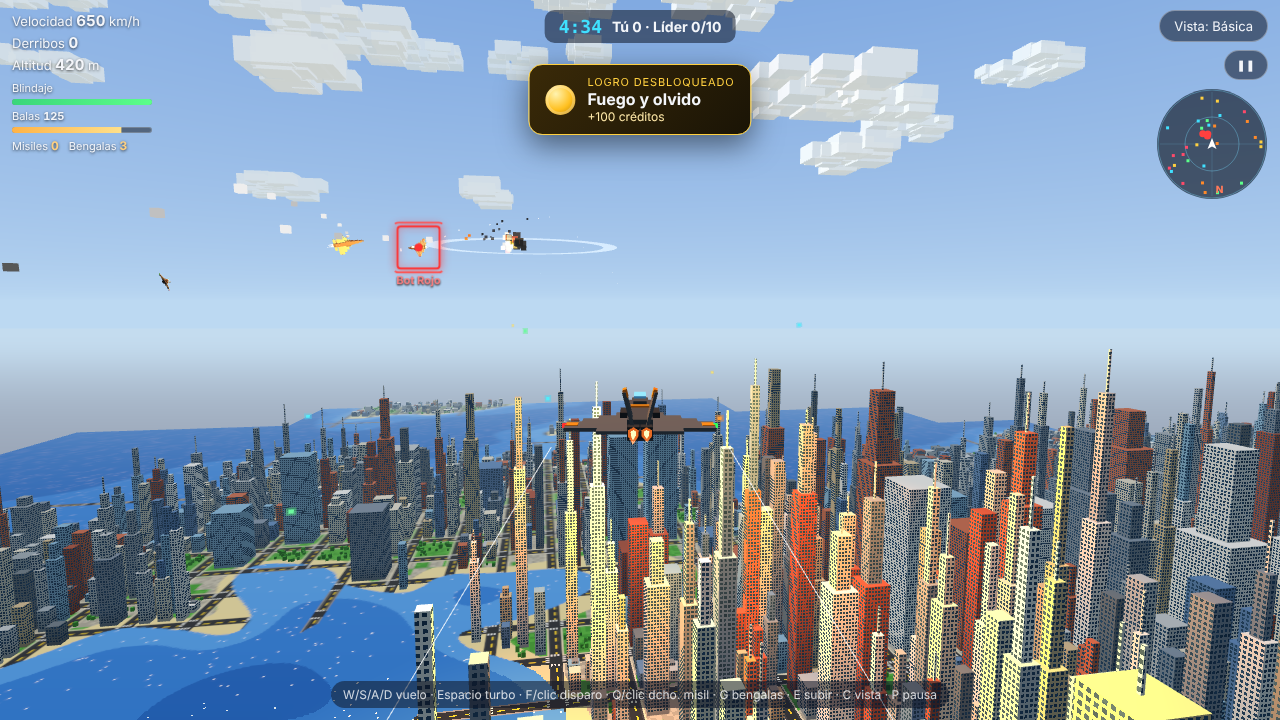 Velocidad 650 km/h
Derribos 0
Altitud 420 m
Blindaje
Balas 125
Misiles 0 Bengalas 3
4:34 Tú 0 · Líder 0/10
LOGRO DESBLOQUEADO
Fuego y olvido
+100 créditos
Vista: Básica
N
Bot Rojo
W/S/A/D vuelo · Espacio turbo · F/clic disparo · Q/clic dcho. misil · G bengalas · E subir · C vista · P pausa